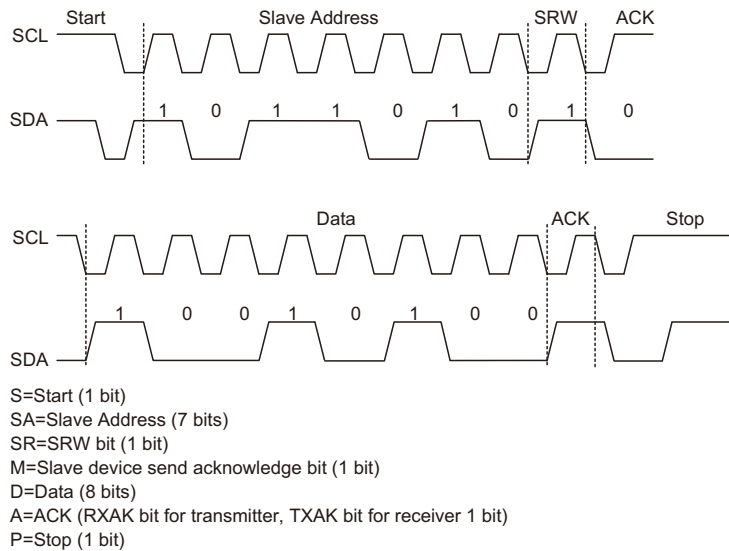 Start Slave Address SRW ACK
SCL
1 0 1 1 0 1 0 1 0
SDA
Data ACK Stop
SCL
1 0 0 1 0 1 0 0
SDA
S=Start (1 bit)
SA=Slave Address (7 bits)
SR=SRW bit (1 bit)
M=Slave device send acknowledge bit (1 bit)
D=Data (8 bits)
A=ACK (RXAK bit for transmitter, TXAK bit for receiver 1 bit)
P=Stop (1 bit)